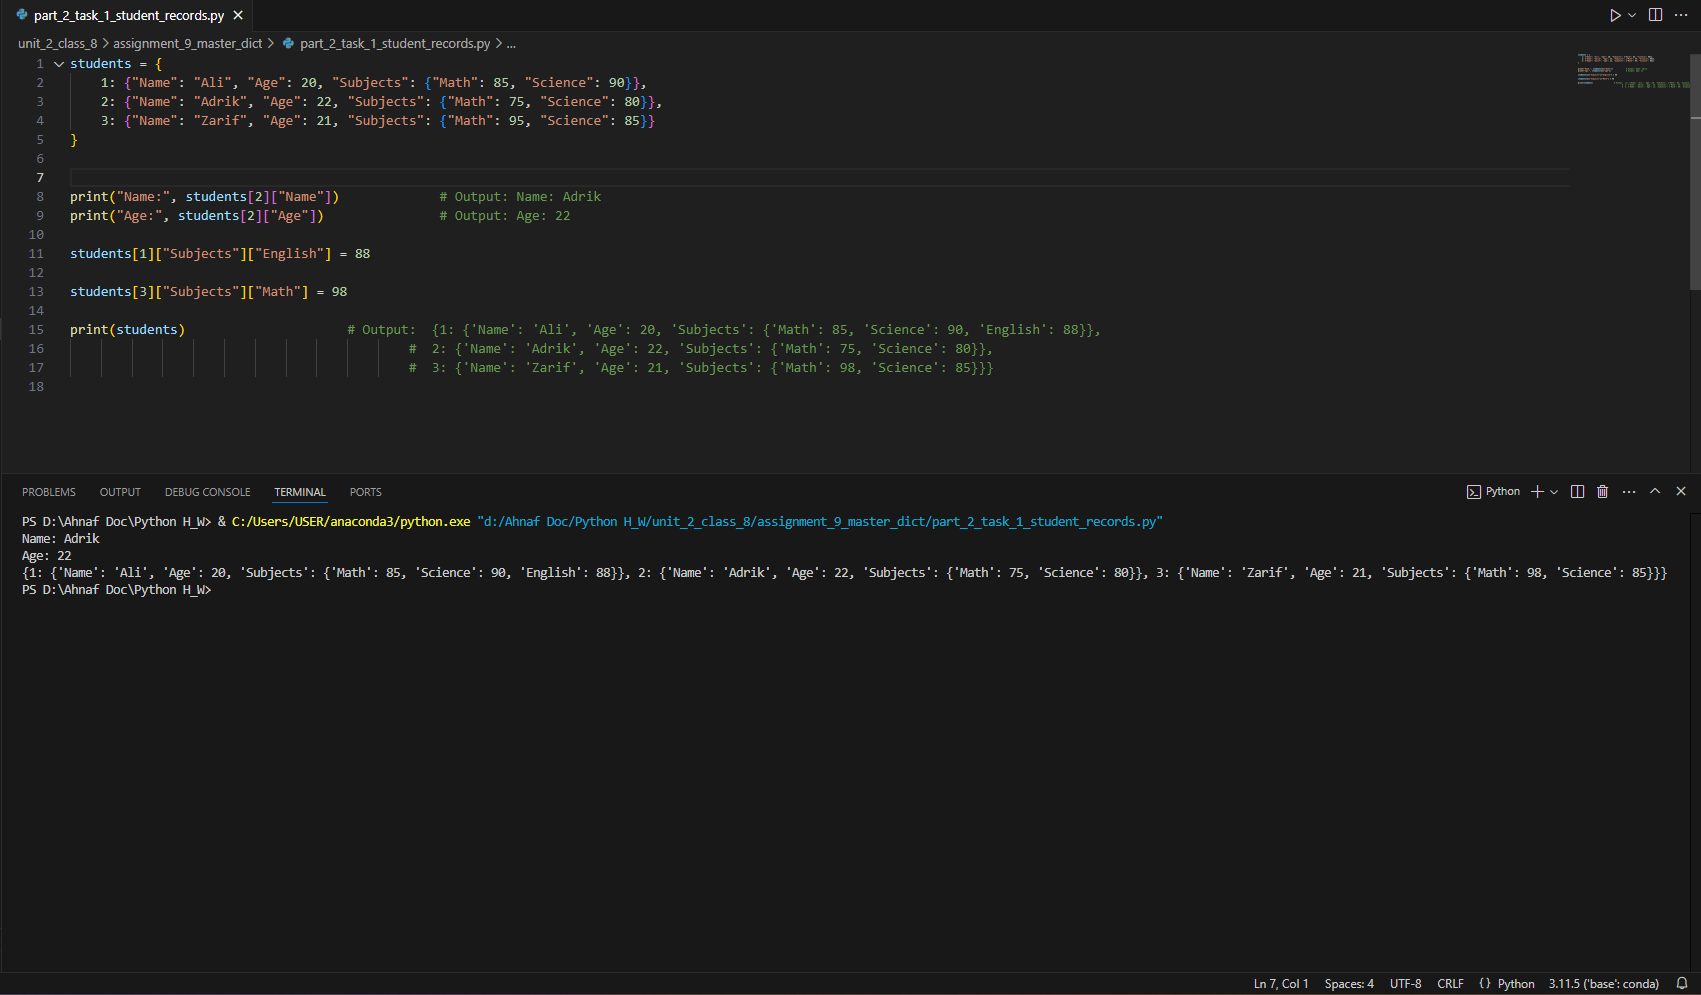 part_2_task_1_student_records.py
unit_2_class_8 > assignment_9_master_dict > part_2_task_1_student_records.py > ...
1 students = {
2 1: {"Name": "Ali", "Age": 20, "Subjects": {"Math": 85, "Science": 90}},
3 2: {"Name": "Adrik", "Age": 22, "Subjects": {"Math": 75, "Science": 80}},
4 3: {"Name": "Zarif", "Age": 21, "Subjects": {"Math": 95, "Science": 85}}
5 }
6
7
8 print("Name:", students[2]["Name"]) # Output: Name: Adrik
9 print("Age:", students[2]["Age"]) # Output: Age: 22
10
11 students[1]["Subjects"]["English"] = 88
12
13 students[3]["Subjects"]["Math"] = 98
14
15 print(students) # Output: {1: {'Name': 'Ali', 'Age': 20, 'Subjects': {'Math': 85, 'Science': 90, 'English': 88}},
16 # 2: {'Name': 'Adrik', 'Age': 22, 'Subjects': {'Math': 75, 'Science': 80}},
17 # 3: {'Name': 'Zarif', 'Age': 21, 'Subjects': {'Math': 98, 'Science': 85}}}
18
PROBLEMS OUTPUT DEBUG CONSOLE TERMINAL PORTS Python
PS D:\Ahnaf Doc\Python H_W> & C:/Users/USER/anaconda3/python.exe "d:/Ahnaf Doc/Python H_W/unit_2_class_8/assignment_9_master_dict/part_2_task_1_student_records.py"
Name: Adrik
Age: 22
{1: {'Name': 'Ali', 'Age': 20, 'Subjects': {'Math': 85, 'Science': 90, 'English': 88}}, 2: {'Name': 'Adrik', 'Age': 22, 'Subjects': {'Math': 75, 'Science': 80}}, 3: {'Name': 'Zarif', 'Age': 21, 'Subjects': {'Math': 98, 'Science': 85}}}
PS D:\Ahnaf Doc\Python H_W>
Ln 7, Col 1 Spaces: 4 UTF-8 CRLF {} Python 3.11.5 ('base': conda)